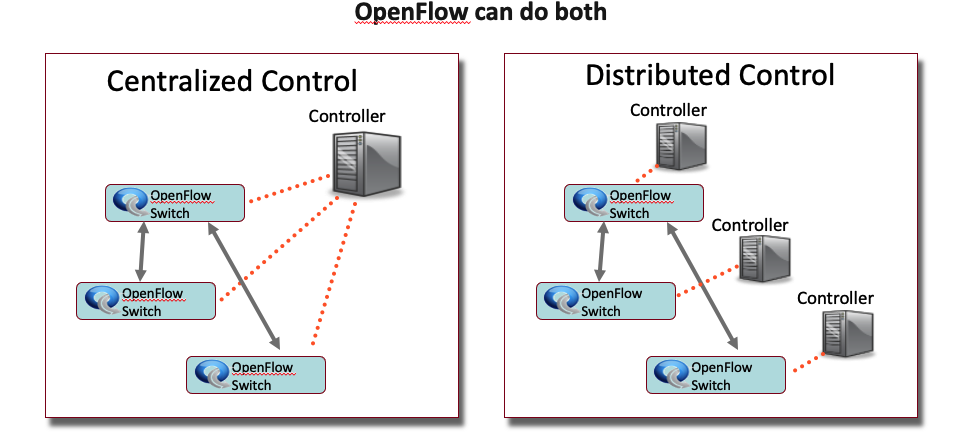 OpenFlow can do both
Centralized Control
Controller
OpenFlow
Switch
OpenFlow
Switch
OpenFlow
Switch
Distributed Control
Controller
OpenFlow
Switch
Controller
OpenFlow
Switch
Controller
OpenFlow
Switch